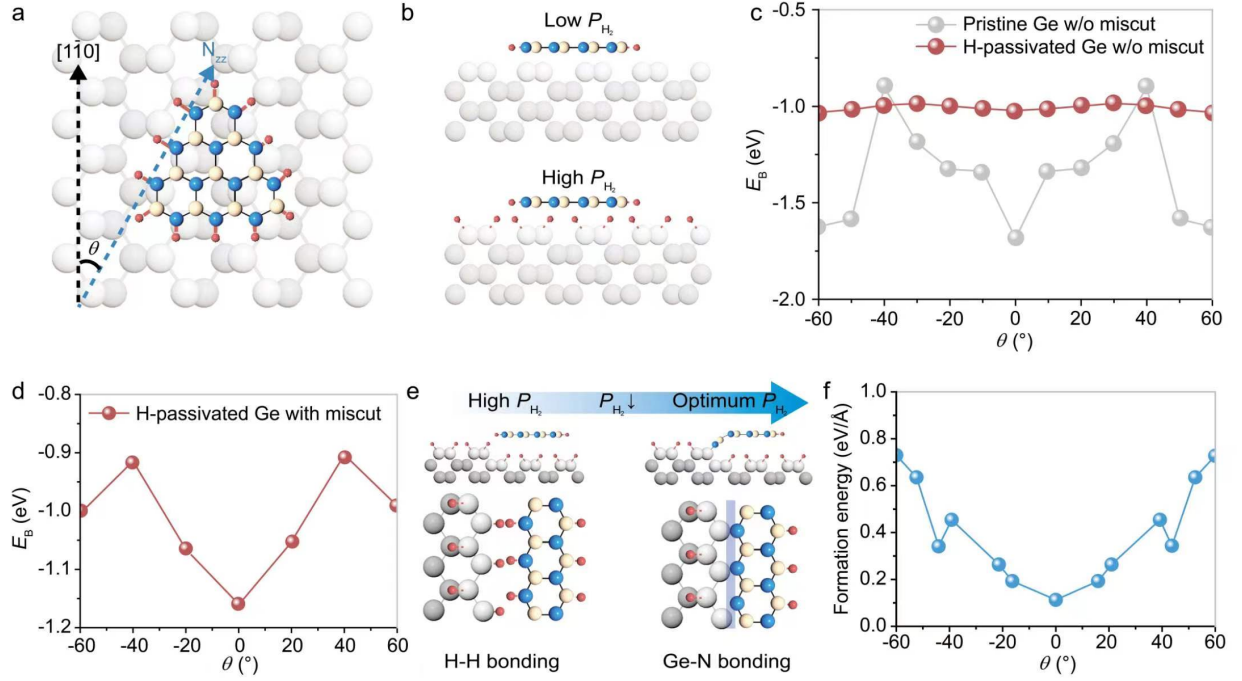 a
[11̄0]
N_zz
θ
b
Low P_H₂
High P_H₂
c
-0.5
-1.0
-1.5
-2.0
E_B (eV)
Pristine Ge w/o miscut
H-passivated Ge w/o miscut
-60 -40 -20 0 20 40 60
θ (°)
d
-0.8
-0.9
-1.0
-1.1
-1.2
E_B (eV)
H-passivated Ge with miscut
-60 -40 -20 0 20 40 60
θ (°)
e
High P_H₂ P_H₂↓ Optimum P_H₂
H-H bonding Ge-N bonding
f
1.0
0.8
0.6
0.4
0.2
0.0
Formation energy (eV/Å)
-60 -40 -20 0 20 40 60
θ (°)